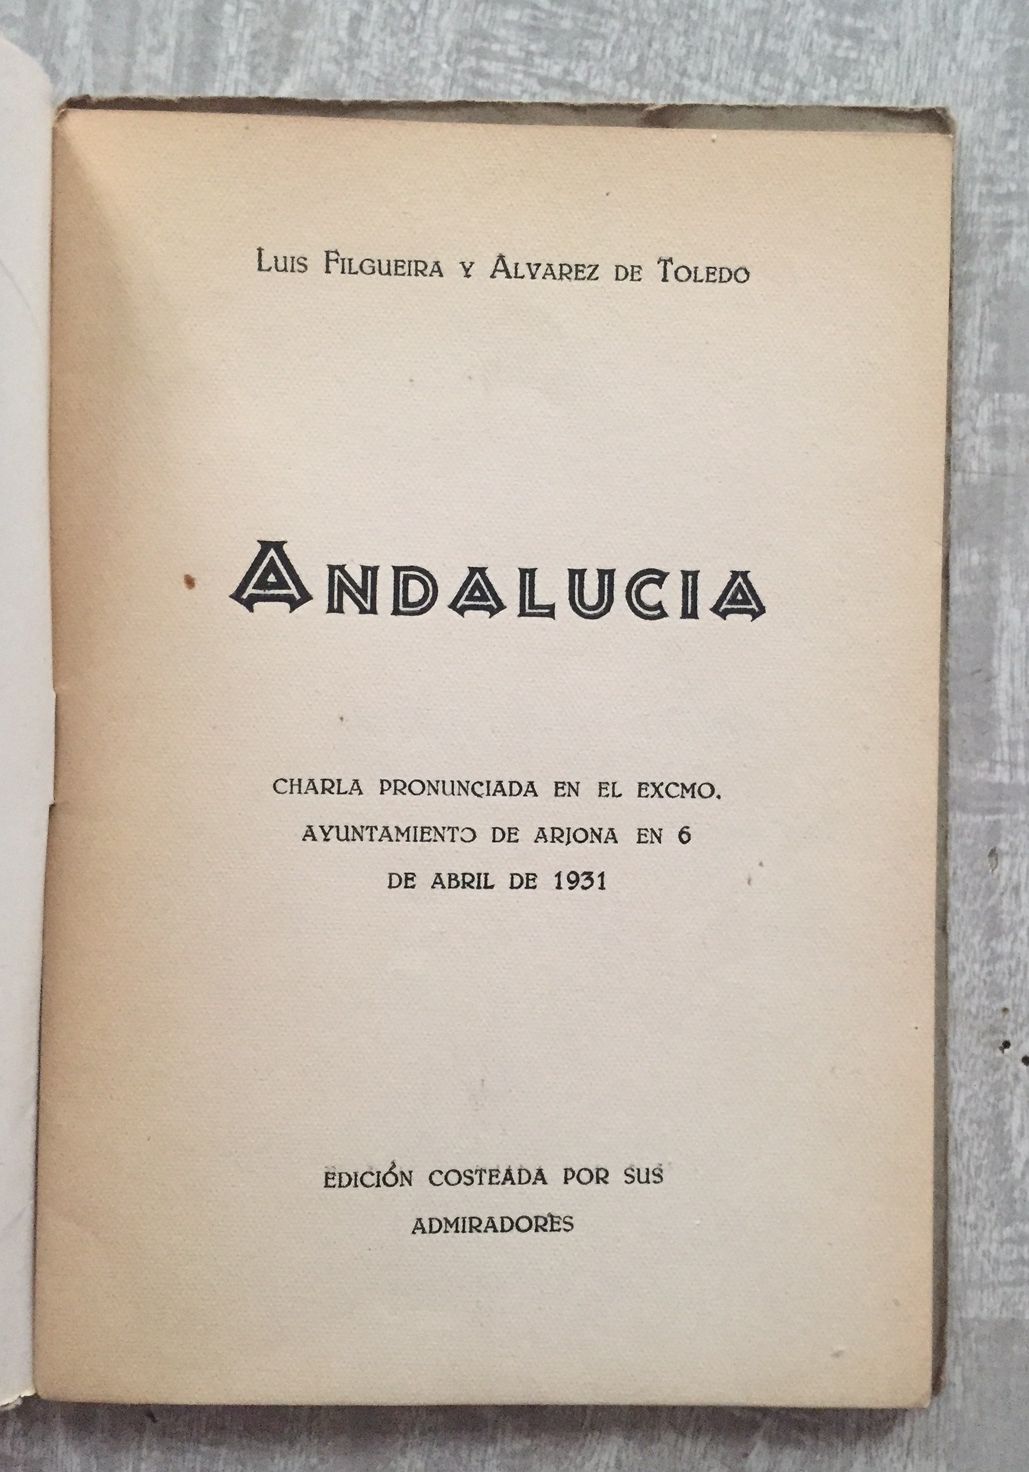 Luis Filgueira y Alvarez de Toledo
Andalucia
CHARLA PRONUNCIADA EN EL EXCMO.
AYUNTAMIENTO DE ARJONA EN 6
DE ABRIL DE 1931
EDICIÓN COSTEADA POR SUS
ADMIRADORES